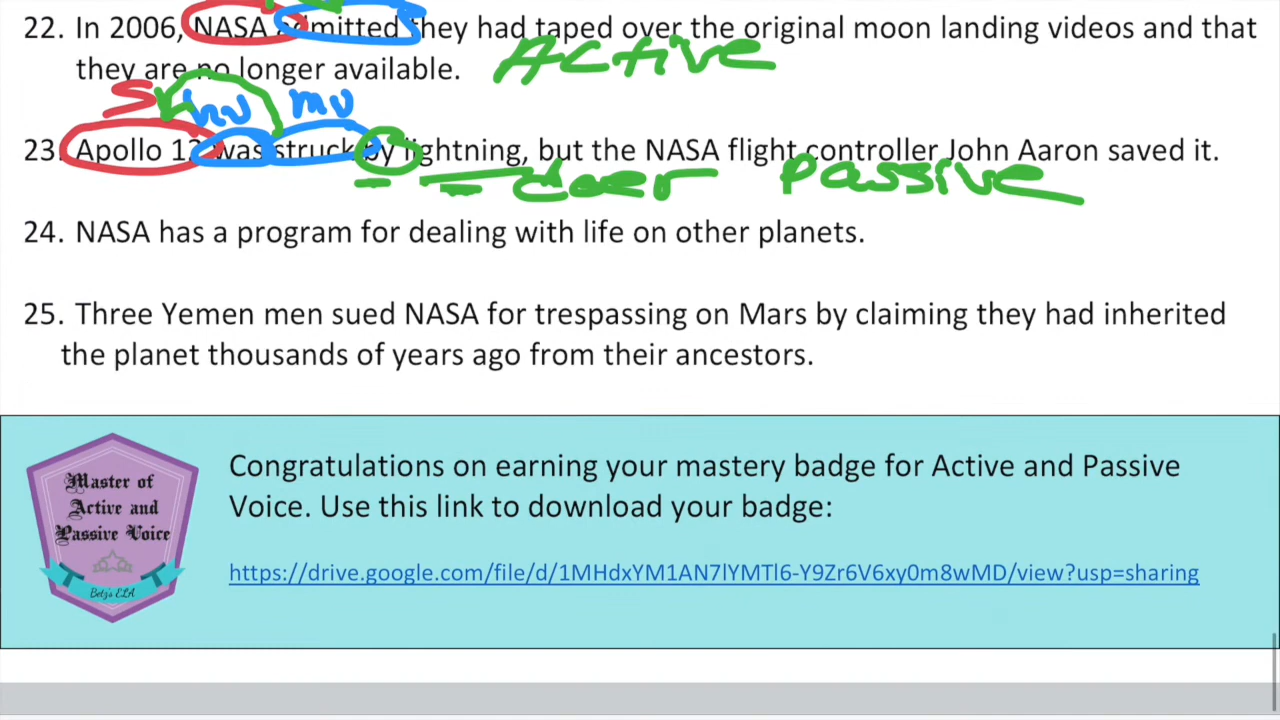 22. In 2006, NASA admitted they had taped over the original moon landing videos and that
they are no longer available. Active
S hv mv
23. Apollo 12 was struck by lightning, but the NASA flight controller John Aaron saved it.
doer Passive
24. NASA has a program for dealing with life on other planets.
25. Three Yemen men sued NASA for trespassing on Mars by claiming they had inherited
the planet thousands of years ago from their ancestors.
Master of
Active and
Passive Voice
Betz's ELA
Congratulations on earning your mastery badge for Active and Passive
Voice. Use this link to download your badge:
https://drive.google.com/file/d/1MHdxYM1AN7lYMTl6-Y9Zr6V6xy0m8wMD/view?usp=sharing